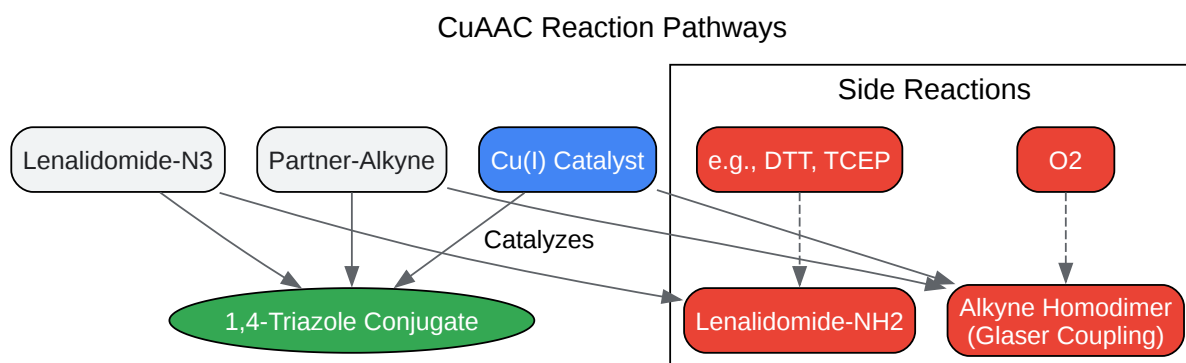 CuAAC Reaction Pathways
Side Reactions
Lenalidomide-N3
Partner-Alkyne
Cu(I) Catalyst
e.g., DTT, TCEP
O2
Catalyzes
1,4-Triazole Conjugate
Lenalidomide-NH2
Alkyne Homodimer
(Glaser Coupling)